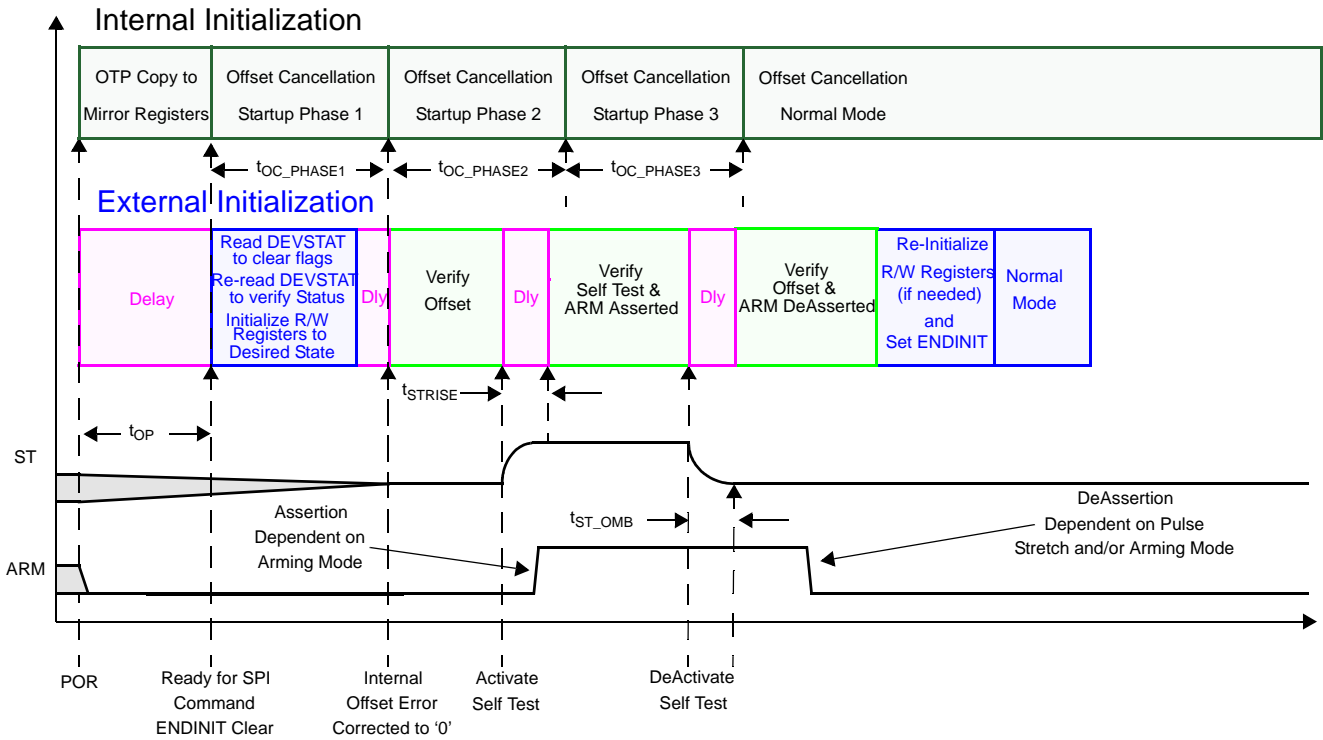 Internal Initialization
OTP Copy to
Mirror Registers
Offset Cancellation
Startup Phase 1
Offset Cancellation
Startup Phase 2
Offset Cancellation
Startup Phase 3
Offset Cancellation
Normal Mode
tOC_PHASE1
tOC_PHASE2
tOC_PHASE3
External Initialization
Delay
Read DEVSTAT
to clear flags
Re-read DEVSTAT
to verify Status
Initialize R/W
Registers to
Desired State
Dly
Verify
Offset
Dly
Verify
Self Test &
ARM Asserted
Dly
Verify
Offset &
ARM DeAsserted
Re-Initialize
R/W Registers
(if needed)
and
Set ENDINIT
Normal
Mode
tSTRISE
tOP
ST
Assertion
Dependent on
Arming Mode
tST_OMB
DeAssertion
Dependent on Pulse
Stretch and/or Arming Mode
ARM
POR
Ready for SPI
Command
ENDINIT Clear
Internal
Offset Error
Corrected to ‘0’
Activate
Self Test
DeActivate
Self Test